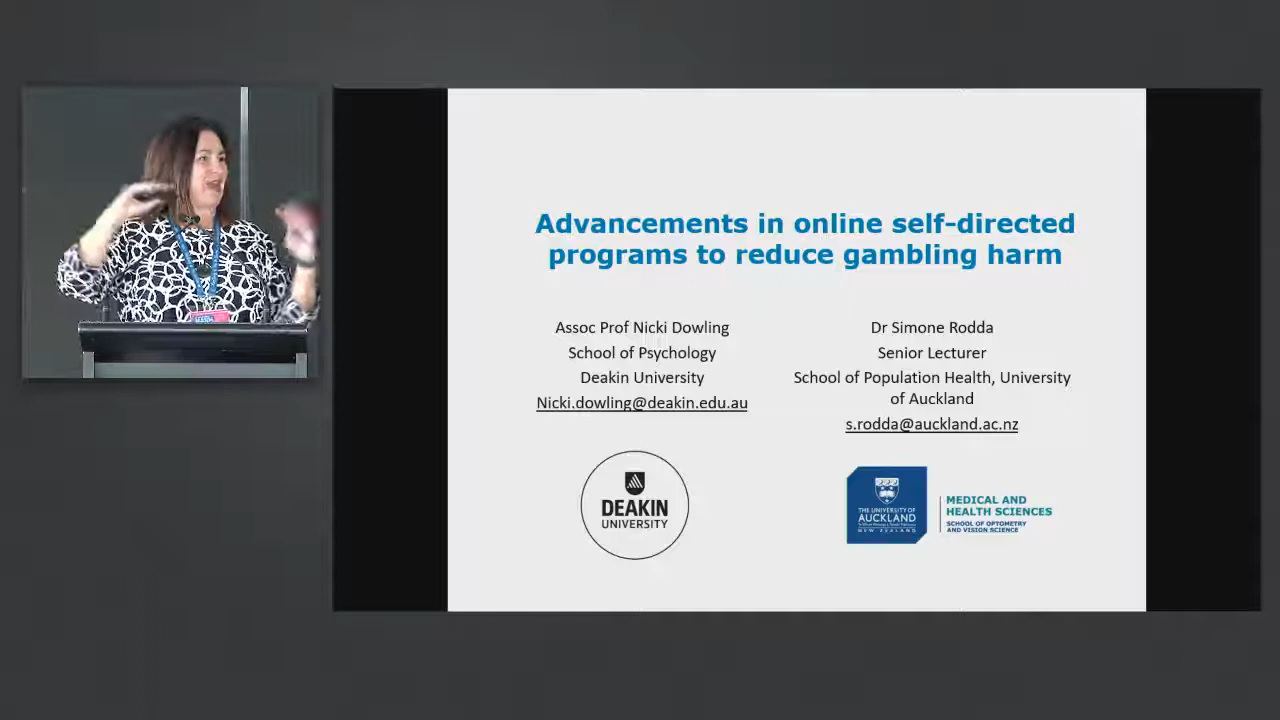 Advancements in online self-directed
programs to reduce gambling harm
Assoc Prof Nicki Dowling
School of Psychology
Deakin University
Nicki.dowling@deakin.edu.au
Dr Simone Rodda
Senior Lecturer
School of Population Health, University
of Auckland
s.rodda@auckland.ac.nz
DEAKIN
UNIVERSITY
THE UNIVERSITY OF
AUCKLAND
NEW ZEALAND
MEDICAL AND
HEALTH SCIENCES
SCHOOL OF OPTOMETRY
AND VISION SCIENCE